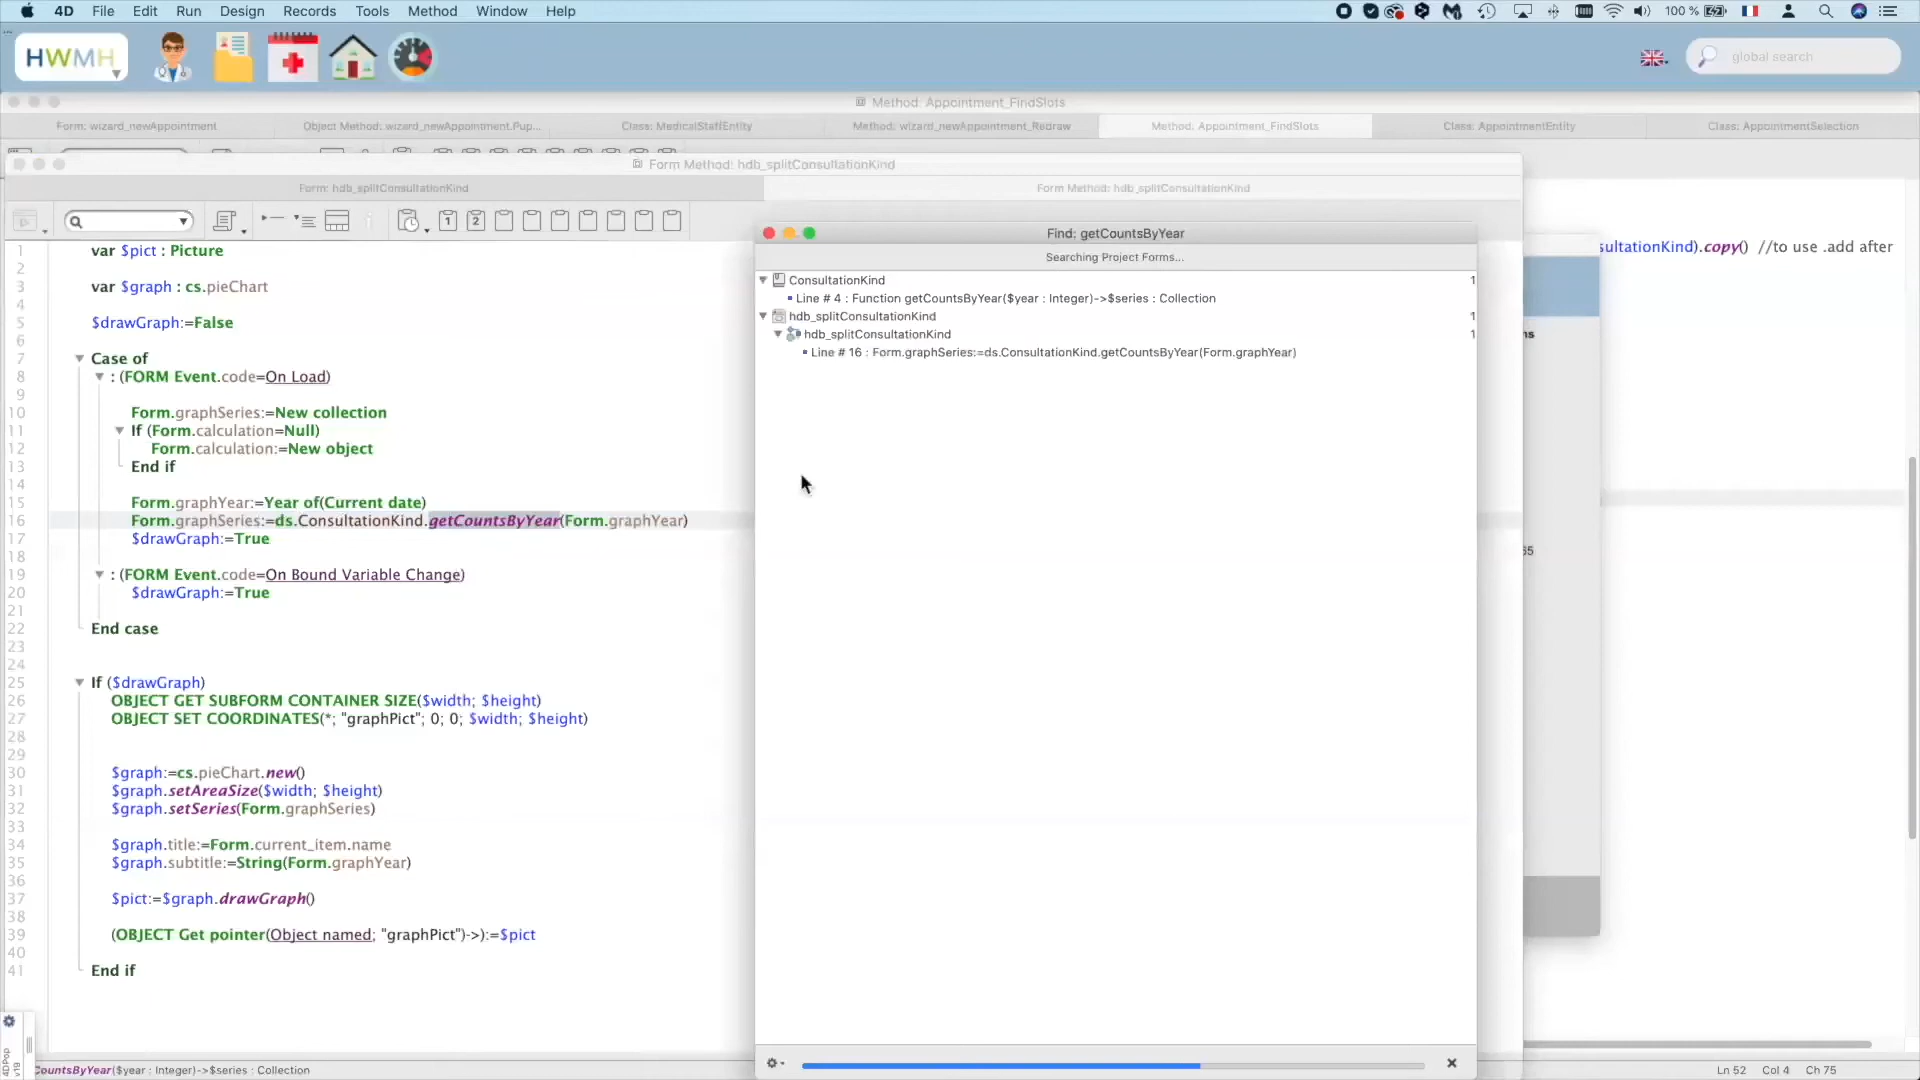 4D File Edit Run Design Records Tools Method Window Help 100 %
HWMH global search
Method: Appointment_FindSlots
Form: wizard_newAppointment Object Method: wizard_newAppointment.Pup... Class: MedicalStaffEntity Method: wizard_newAppointment_Redraw Method: Appointment_FindSlots Class: AppointmentEntity Class: AppointmentSelection
Form Method: hdb_splitConsultationKind
Form: hdb_splitConsultationKind Form Method: hdb_splitConsultationKind
1 2
1 var $pict : Picture
2
3 var $graph : cs.pieChart
4
5 $drawGraph:=False
6
7 Case of
8 : (FORM Event.code=On Load)
9
10 Form.graphSeries:=New collection
11 If (Form.calculation=Null)
12 Form.calculation:=New object
13 End if
14
15 Form.graphYear:=Year of(Current date)
16 Form.graphSeries:=ds.ConsultationKind.getCountsByYear(Form.graphYear)
17 $drawGraph:=True
18
19 : (FORM Event.code=On Bound Variable Change)
20 $drawGraph:=True
21
22 End case
23
24
25 If ($drawGraph)
26 OBJECT GET SUBFORM CONTAINER SIZE($width; $height)
27 OBJECT SET COORDINATES(*; "graphPict"; 0; 0; $width; $height)
28
29
30 $graph:=cs.pieChart.new()
31 $graph.setAreaSize($width; $height)
32 $graph.setSeries(Form.graphSeries)
33
34 $graph.title:=Form.current_item.name
35 $graph.subtitle:=String(Form.graphYear)
36
37 $pict:=$graph.drawGraph()
38
39 (OBJECT Get pointer(Object named; "graphPict")->):=$pict
40
41 End if
Find: getCountsByYear
Searching Project Forms...
ConsultationKind 1
Line # 4 : Function getCountsByYear($year : Integer)->$series : Collection
hdb_splitConsultationKind 1
hdb_splitConsultationKind 1
Line # 16 : Form.graphSeries:=ds.ConsultationKind.getCountsByYear(Form.graphYear)
sultationKind).copy() //to use .add after
ns
65
4DPop v19
CountsByYear($year : Integer)->$series : Collection
Ln 52 Col 4 Ch 75